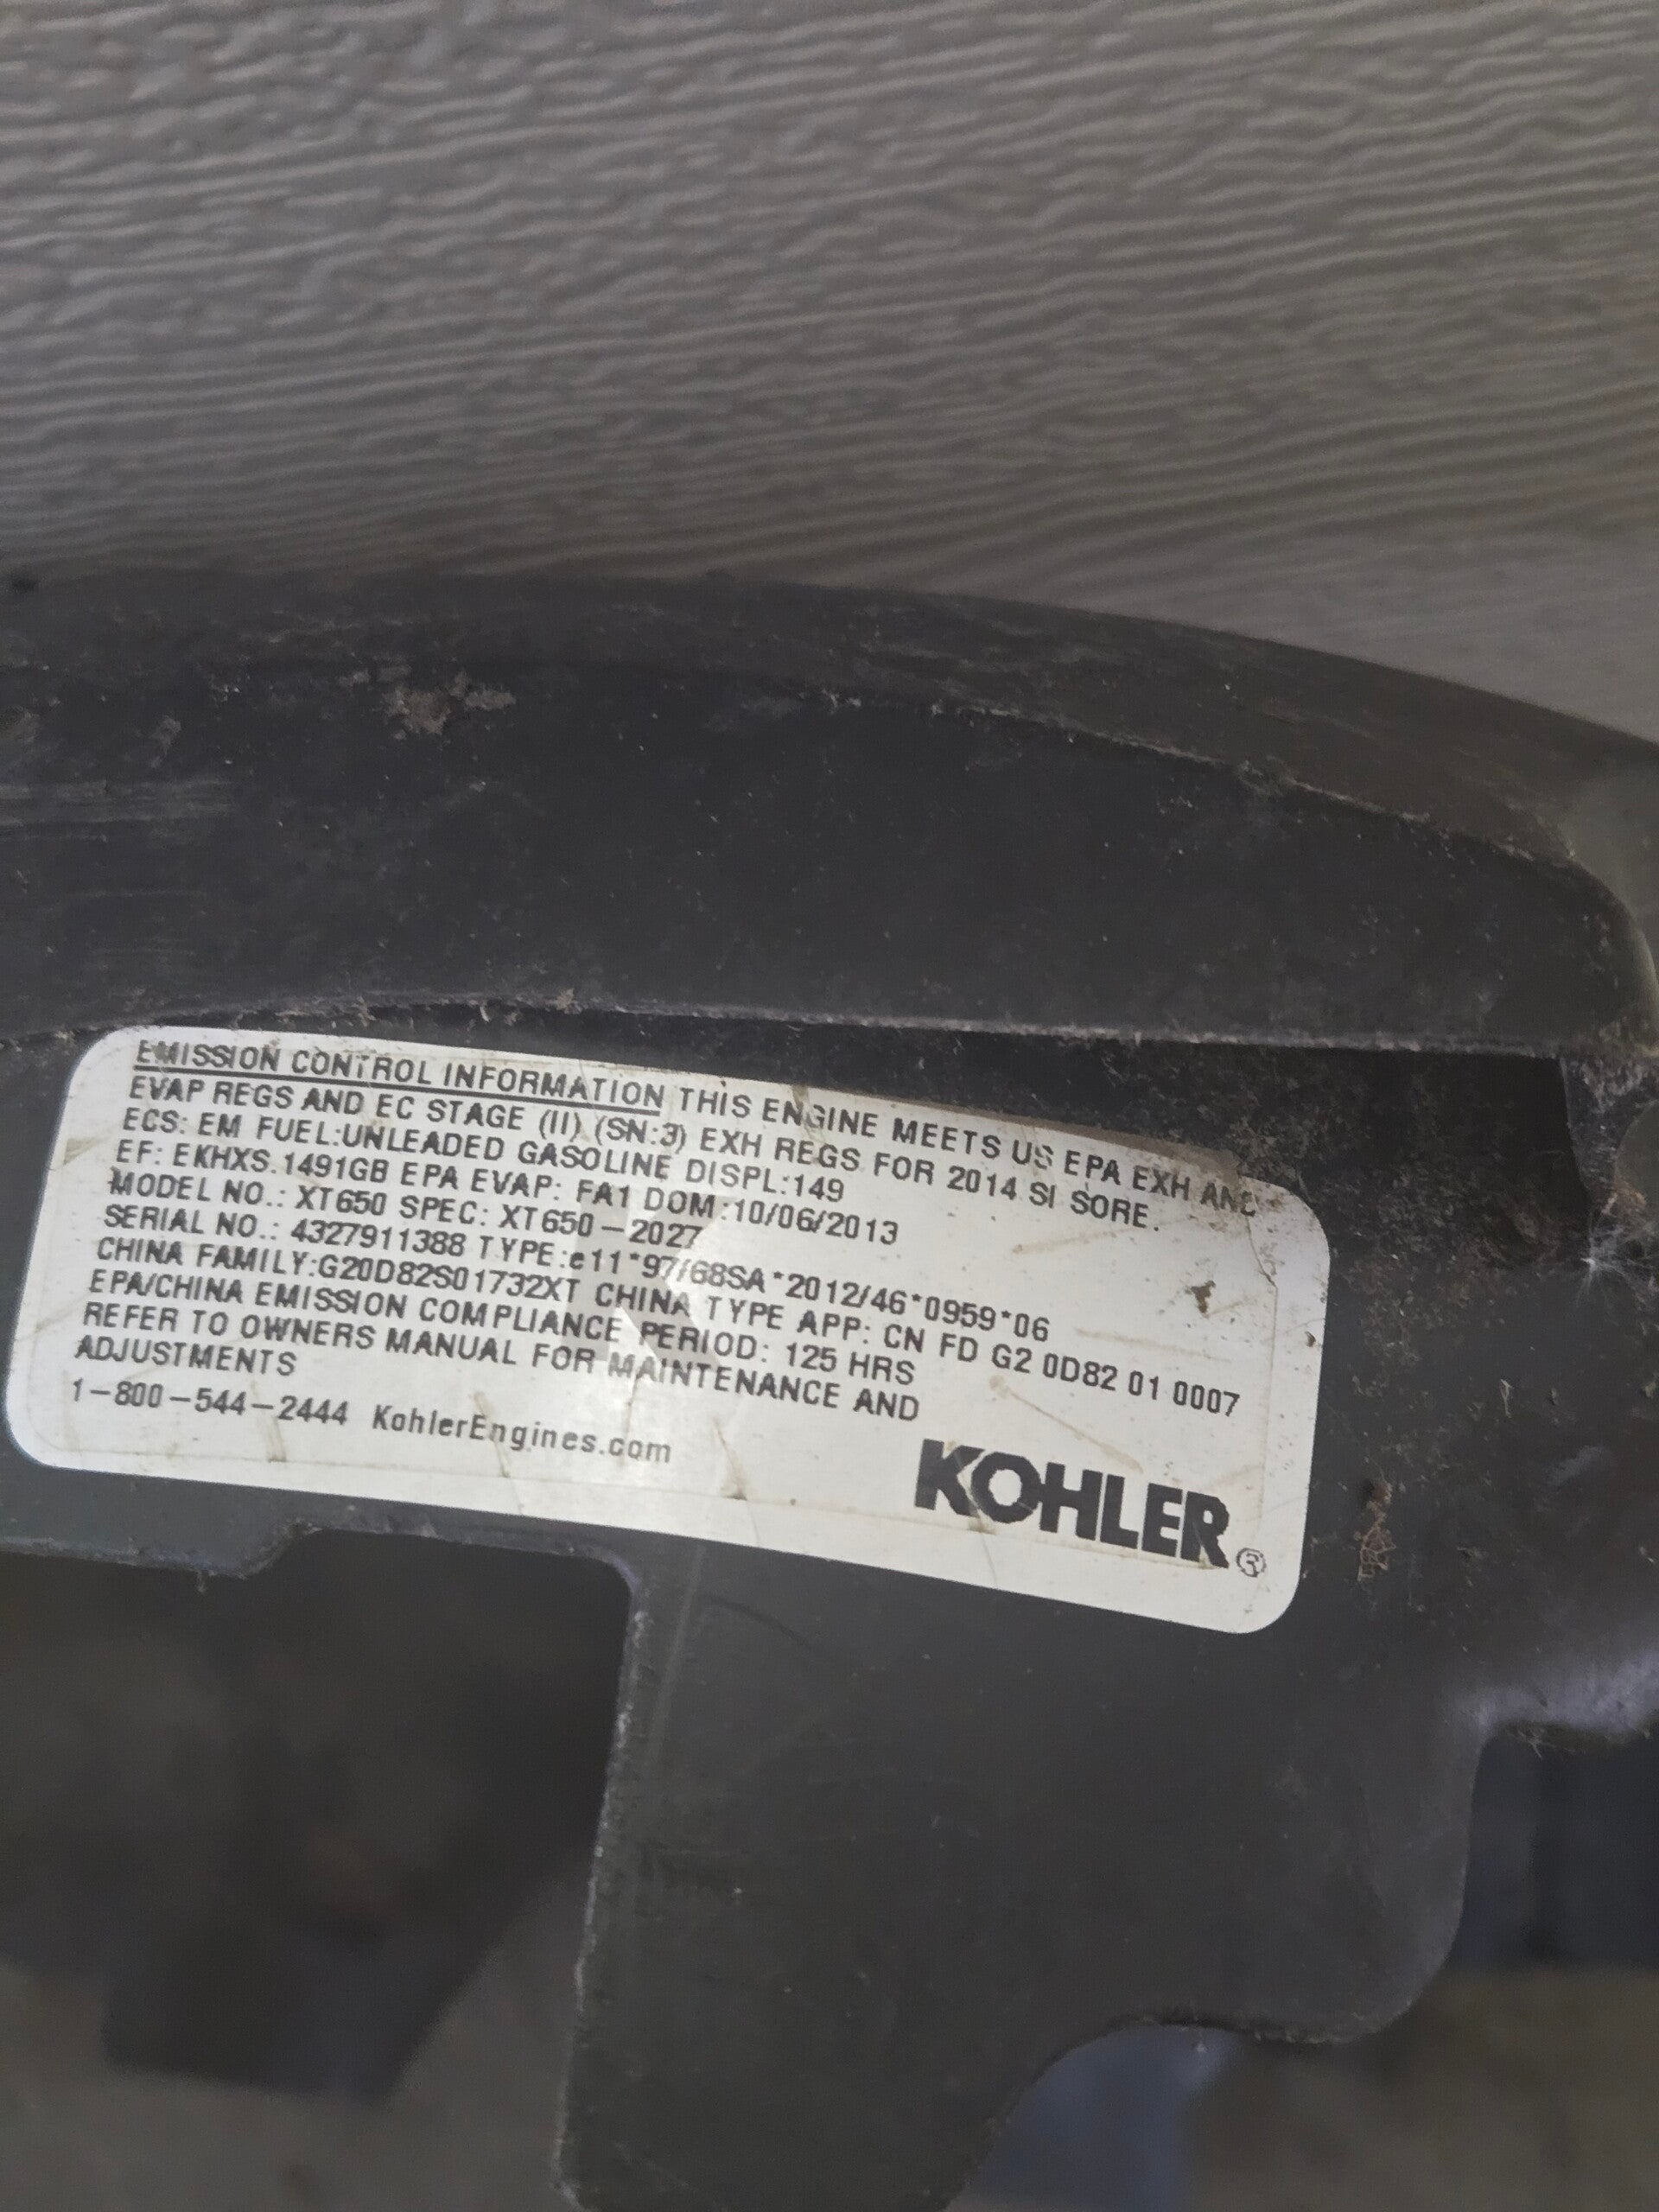 EMISSION CONTROL INFORMATION THIS ENGINE MEETS US EPA EXH AND
EVAP REGS AND EC STAGE (II) (SN:3) EXH REGS FOR 2014 SI SORE.
ECS: EM FUEL:UNLEADED GASOLINE DISPL:149
EF: EKHXS.1491GB EPA EVAP: FA1 DOM:10/06/2013
MODEL NO.: XT650 SPEC: XT650-2027
SERIAL NO.: 4327911388 TYPE:e11*97/68SA*2012/46*0959*06
CHINA FAMILY:G20D82S01732XT CHINA TYPE APP: CN FD G2 0D82 01 0007
EPA/CHINA EMISSION COMPLIANCE PERIOD: 125 HRS
REFER TO OWNERS MANUAL FOR MAINTENANCE AND
ADJUSTMENTS
1-800-544-2444 KohlerEngines.com
KOHLER®